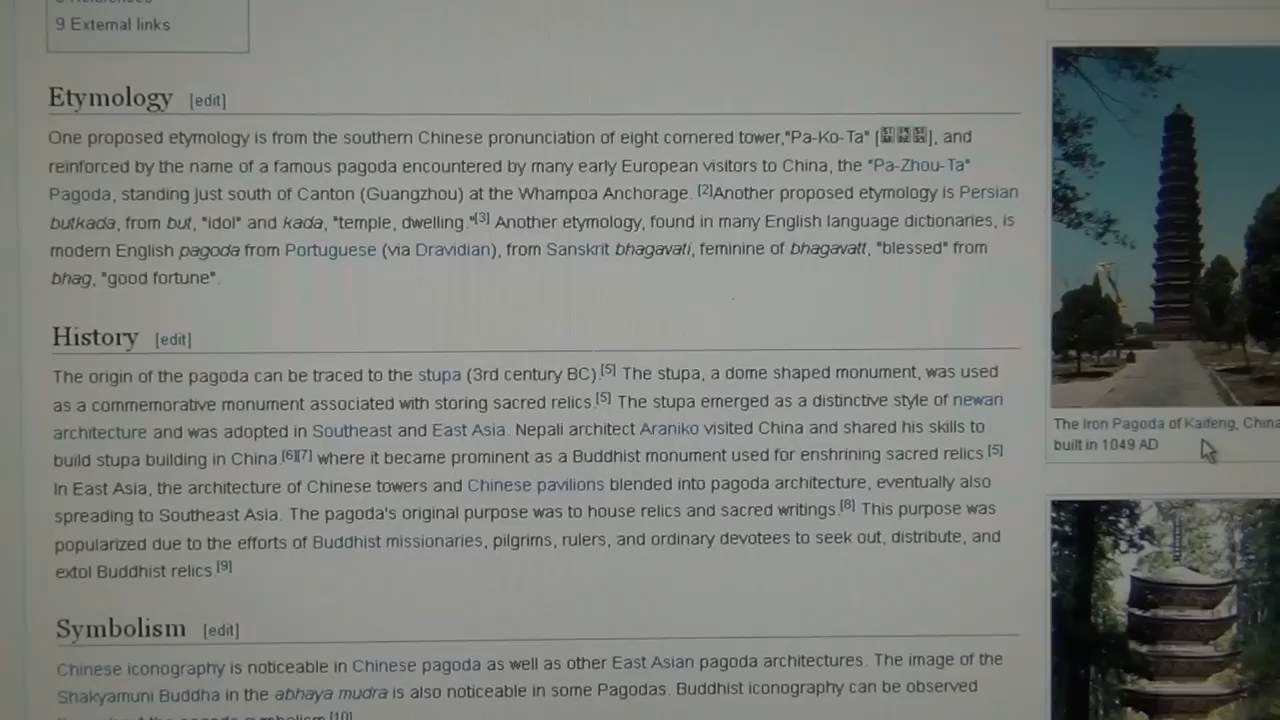 9 External links
Etymology [edit]
One proposed etymology is from the southern Chinese pronunciation of eight cornered tower,"Pa-Ko-Ta" [], and
reinforced by the name of a famous pagoda encountered by many early European visitors to China, the "Pa-Zhou-Ta"
Pagoda, standing just south of Canton (Guangzhou) at the Whampoa Anchorage. [2]Another proposed etymology is Persian
butkada, from but, "idol" and kada, "temple, dwelling."[3] Another etymology, found in many English language dictionaries, is
modern English pagoda from Portuguese (via Dravidian), from Sanskrit bhagavati, feminine of bhagavatt, "blessed" from
bhag, "good fortune".
History [edit]
The origin of the pagoda can be traced to the stupa (3rd century BC).[5] The stupa, a dome shaped monument, was used
as a commemorative monument associated with storing sacred relics.[5] The stupa emerged as a distinctive style of newari
architecture and was adopted in Southeast and East Asia. Nepali architect Araniko visited China and shared his skills to
build stupa building in China.[6][7] where it became prominent as a Buddhist monument used for enshrining sacred relics.[5]
In East Asia, the architecture of Chinese towers and Chinese pavilions blended into pagoda architecture, eventually also
spreading to Southeast Asia. The pagoda's original purpose was to house relics and sacred writings.[8] This purpose was
popularized due to the efforts of Buddhist missionaries, pilgrims, rulers, and ordinary devotees to seek out, distribute, and
extol Buddhist relics.[9]
Symbolism [edit]
Chinese iconography is noticeable in Chinese pagoda as well as other East Asian pagoda architectures. The image of the
Shakyamuni Buddha in the abhaya mudra is also noticeable in some Pagodas. Buddhist iconography can be observed
[10]
The Iron Pagoda of Kaifeng, China
built in 1049 AD